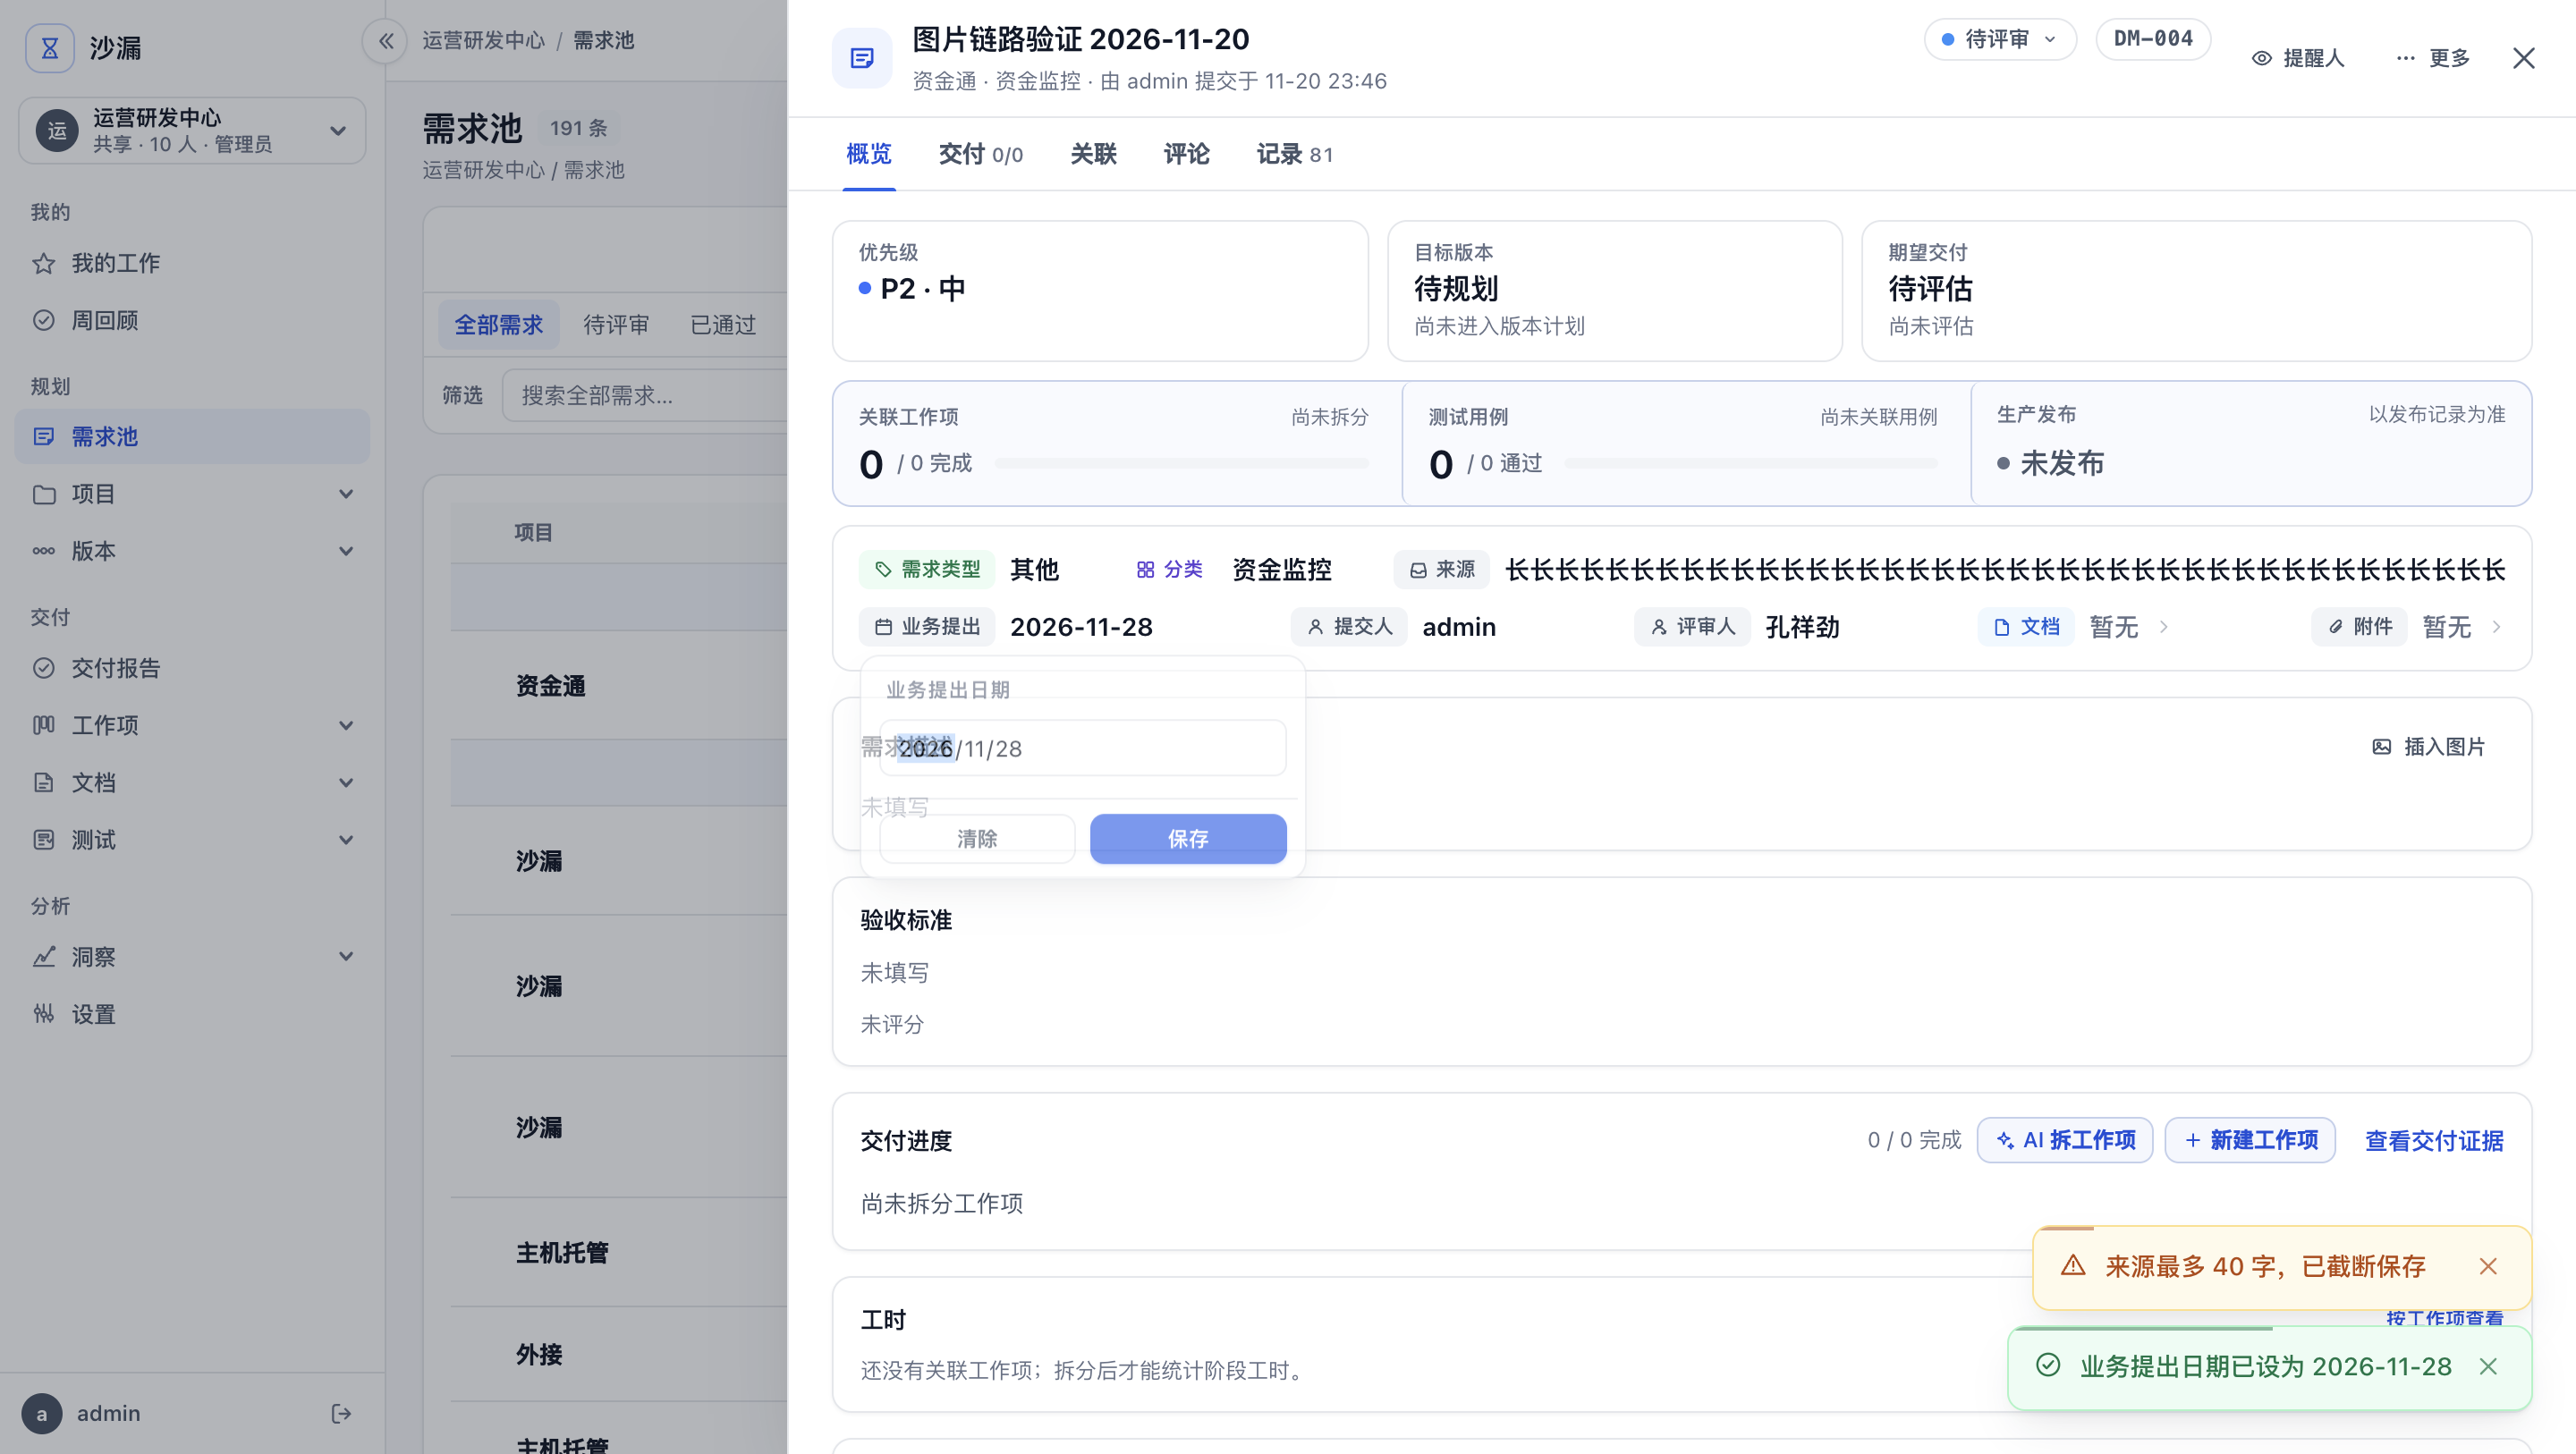 沙漏
运
运营研发中心
共享 · 10 人 · 管理员
我的
我的工作
周回顾
规划
需求池
项目
版本
交付
交付报告
工作项
文档
测试
分析
洞察
设置
a
admin
运营研发中心 / 需求池
需求池 191 条
运营研发中心 / 需求池
全部需求 待评审 已通过
筛选 搜索全部需求...
项目
资金通
沙漏
沙漏
沙漏
主机托管
外接
主机托管
图片链路验证 2026-11-20
资金通 · 资金监控 · 由 admin 提交于 11-20 23:46
待评审
DM-004
提醒人
更多
概览 交付 0/0 关联 评论 记录 81
优先级
P2 · 中
目标版本
待规划
尚未进入版本计划
期望交付
待评估
尚未评估
关联工作项 尚未拆分
0 / 0 完成
测试用例 尚未关联用例
0 / 0 通过
生产发布 以发布记录为准
未发布
需求类型 其他 分类 资金监控 来源 长长长长长长长长长长长长长长长长长长长长长长长长长长长长长长长长长长长长长长长长
业务提出 2026-11-28 提交人 admin 评审人 孔祥劲 文档 暂无 附件 暂无
业务提出日期
2026/11/28
清除 保存
需求描述 插入图片
未填写
验收标准
未填写
未评分
交付进度 0 / 0 完成 AI 拆工作项 新建工作项 查看交付证据
尚未拆分工作项
工时 按工作项查看
还没有关联工作项；拆分后才能统计阶段工时。
来源最多 40 字，已截断保存
业务提出日期已设为 2026-11-28